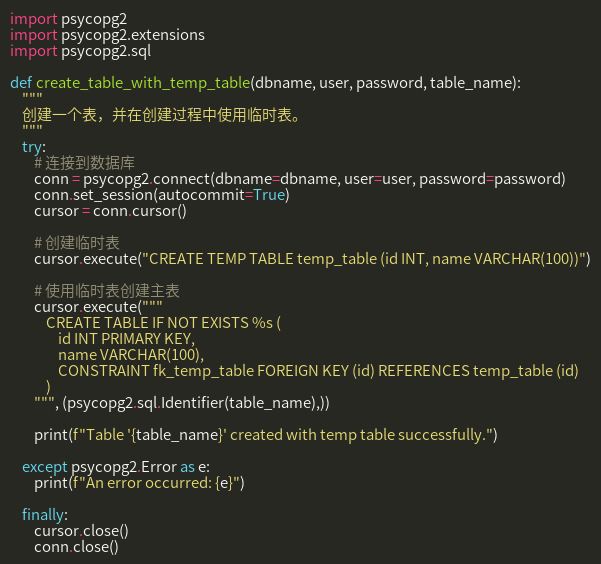 import psycopg2
import psycopg2.extensions
import psycopg2.sql

def create_table_with_temp_table(dbname, user, password, table_name):
    """
    创建一个表，并在创建过程中使用临时表。
    """
    try:
        # 连接到数据库
        conn = psycopg2.connect(dbname=dbname, user=user, password=password)
        conn.set_session(autocommit=True)
        cursor = conn.cursor()

        # 创建临时表
        cursor.execute("CREATE TEMP TABLE temp_table (id INT, name VARCHAR(100))")

        # 使用临时表创建主表
        cursor.execute("""
            CREATE TABLE IF NOT EXISTS %s (
                id INT PRIMARY KEY,
                name VARCHAR(100),
                CONSTRAINT fk_temp_table FOREIGN KEY (id) REFERENCES temp_table (id)
            )
        """, (psycopg2.sql.Identifier(table_name),))

        print(f"Table '{table_name}' created with temp table successfully.")

    except psycopg2.Error as e:
        print(f"An error occurred: {e}")

    finally:
        cursor.close()
        conn.close()